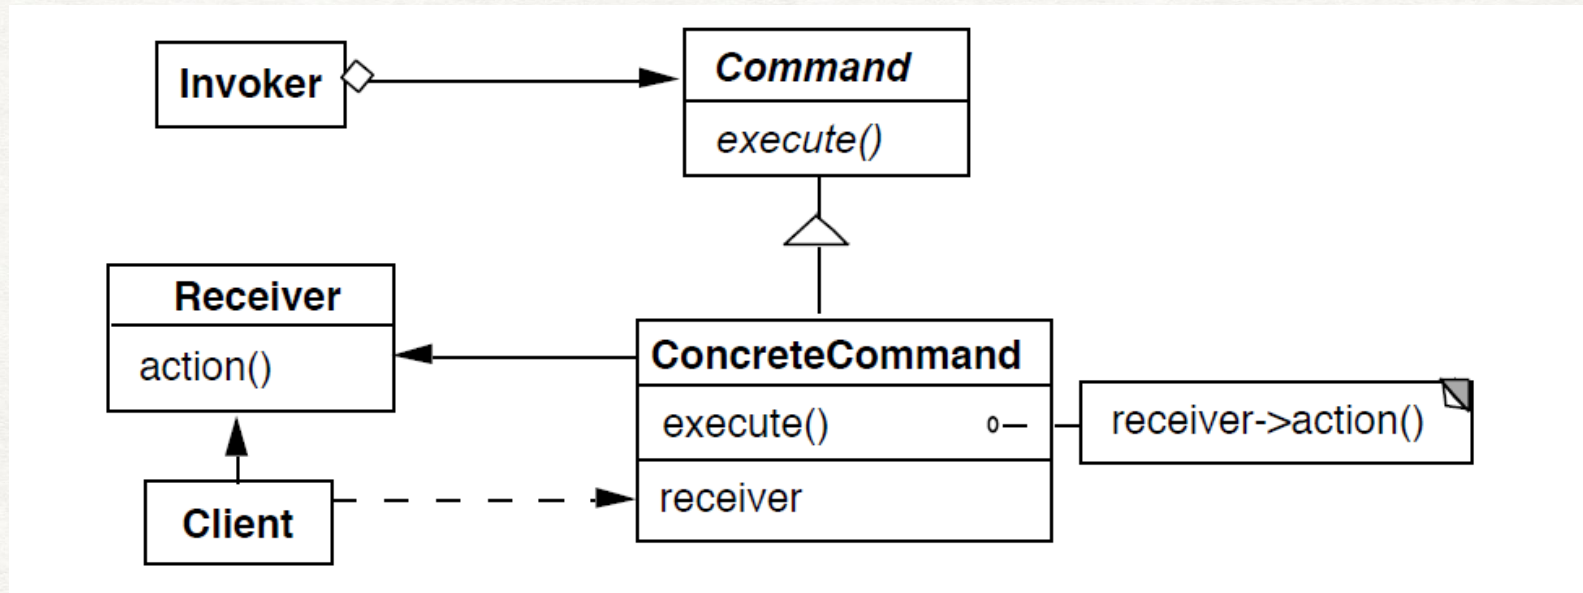 Invoker
Command
execute()
Receiver
action()
ConcreteCommand
execute()
receiver->action()
receiver
Client